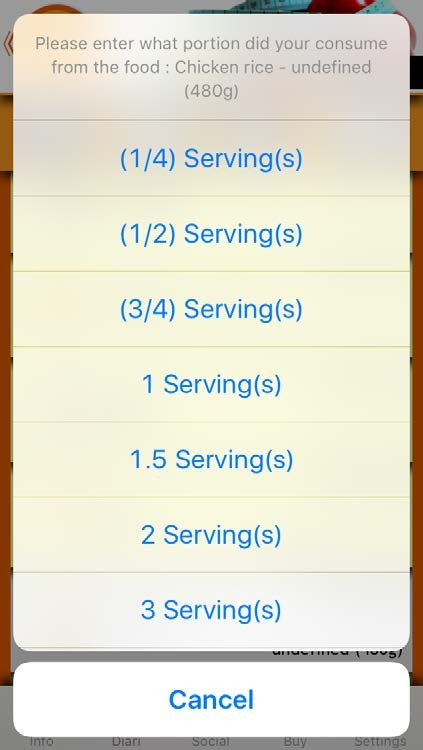 Please enter what portion did your consume
from the food : Chicken rice - undefined
(480g)
(1/4) Serving(s)
(1/2) Serving(s)
(3/4) Serving(s)
1 Serving(s)
1.5 Serving(s)
2 Serving(s)
3 Serving(s)
undefined (480g)
Cancel
Info Diari Social Buy Settings